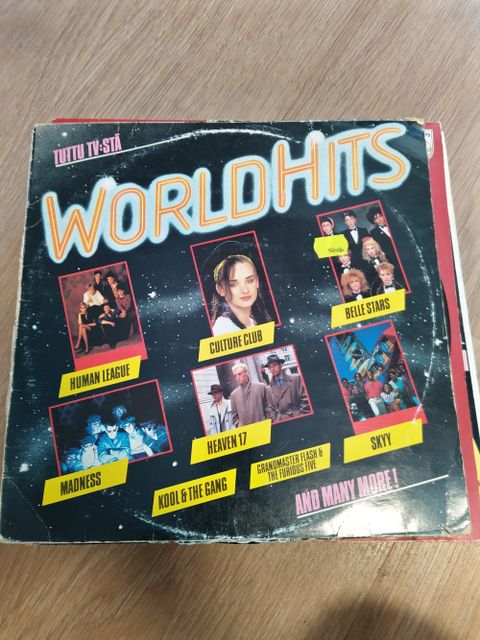 TUTTU TV:STÄ
WORLDHITS
BELLE STARS
CULTURE CLUB
HUMAN LEAGUE
HEAVEN 17
SKYY
MADNESS
GRANDMASTER FLASH &
THE FURIOUS FIVE
KOOL & THE GANG
AND MANY MORE!